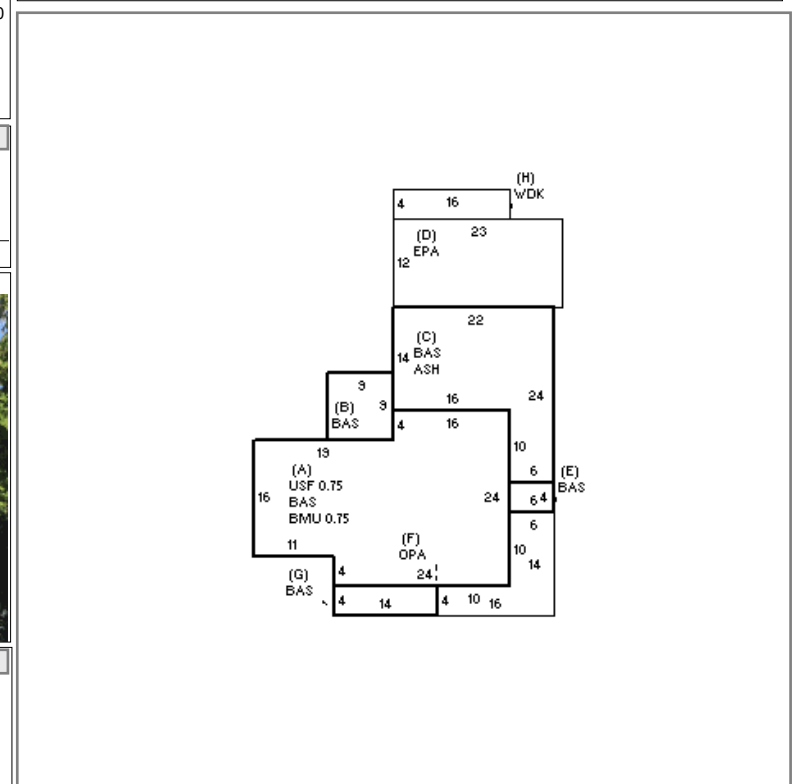 0
(H)
WDK
4 16
23
(D)
EPA
12
22
(C)
14 BAS
ASH
9
16 24
(B) 9
BAS
4 16
10
19
6 (E)
(A) BAS
USF 0.75
16 BAS 24 6 4
BMU 0.75
6
11 (F) 10
OPA 14
(G) 4 24
BAS
4 14 4 10 16